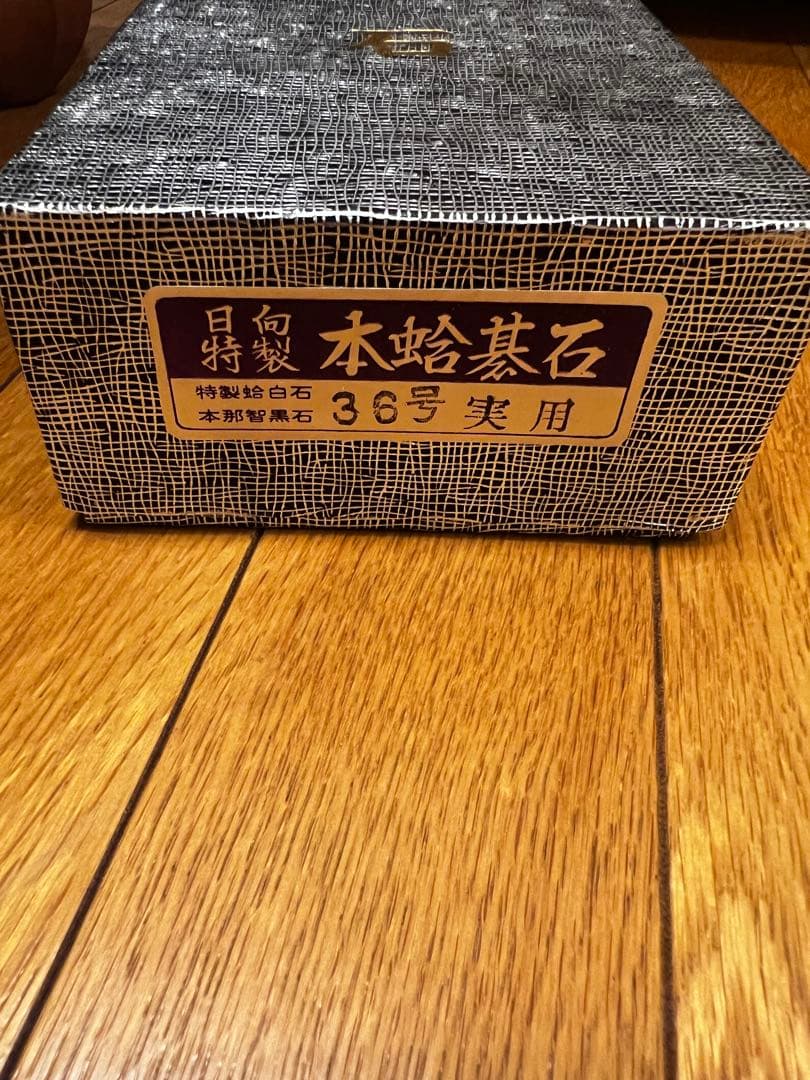 日向
特製
本蛤碁石
特製蛤白石
本那智黒石
36号
実用